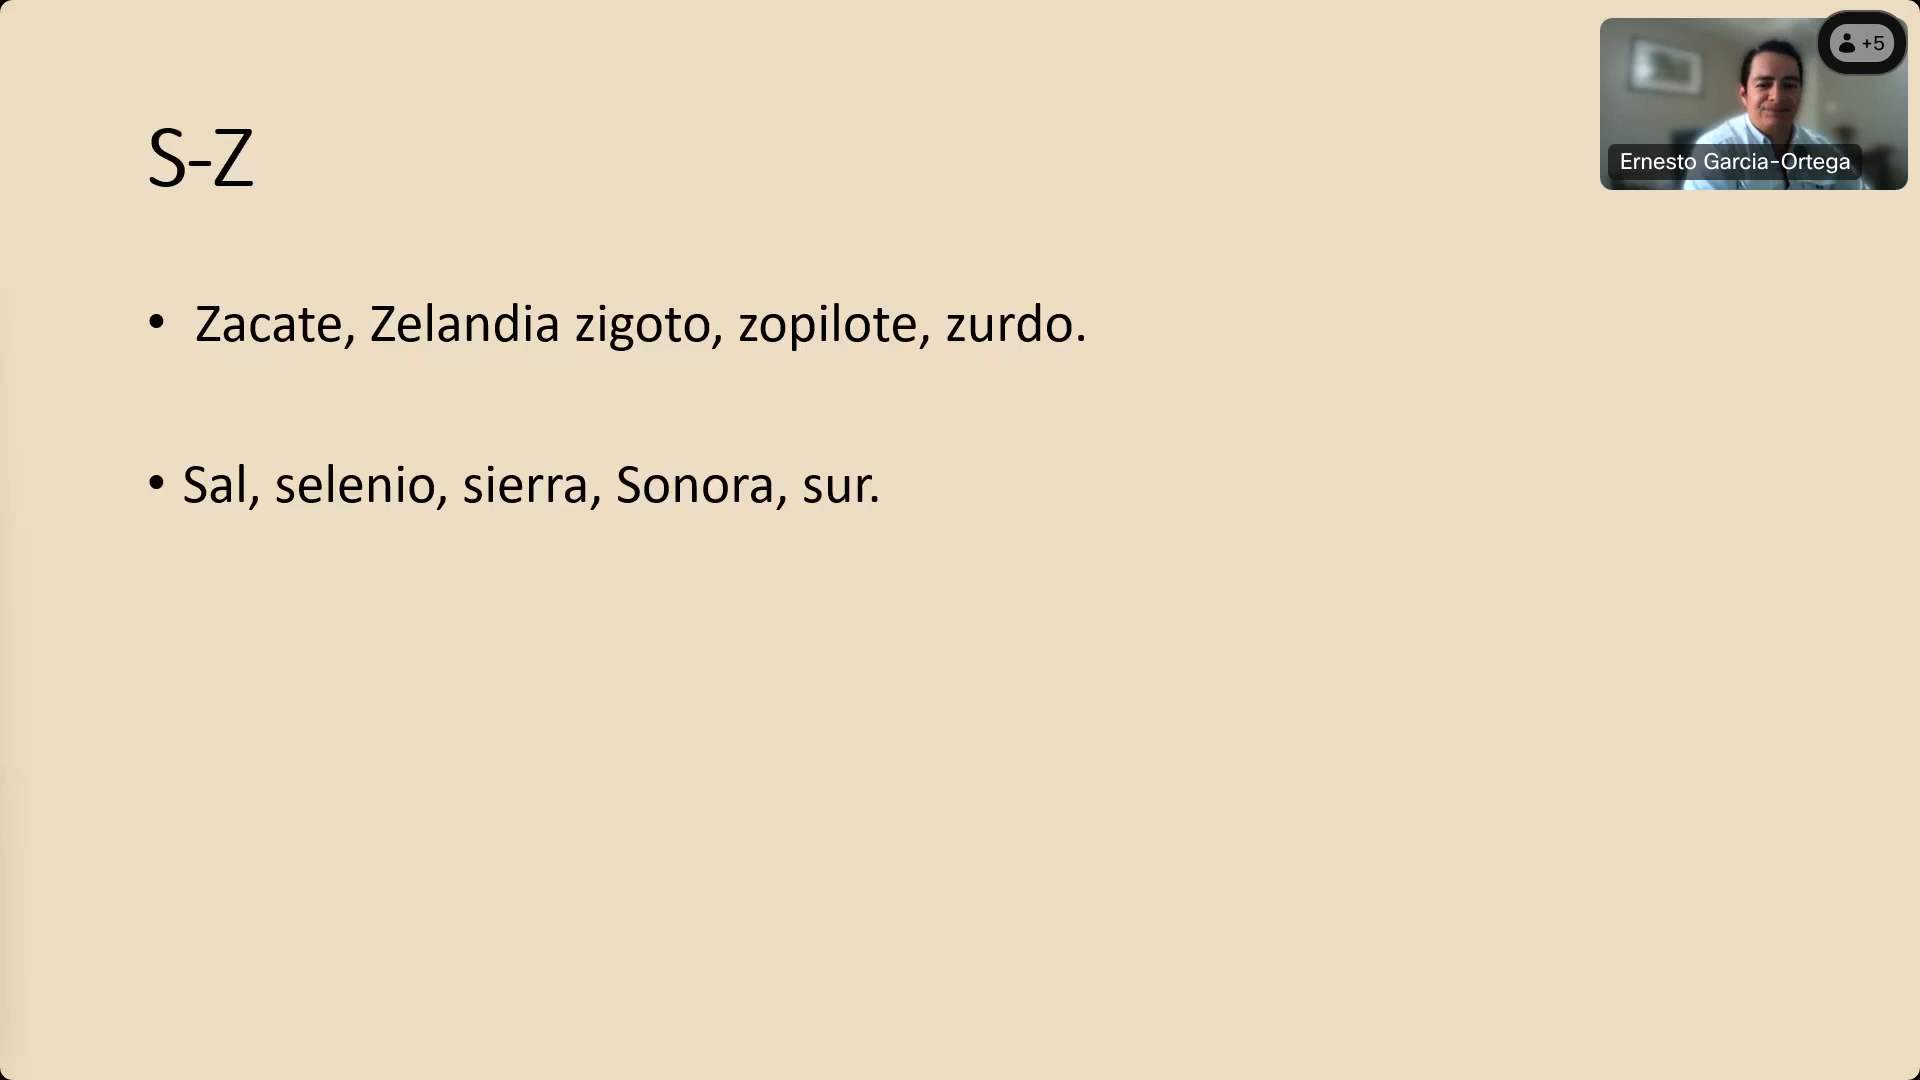 +5
Ernesto Garcia-Ortega
S-Z
• Zacate, Zelandia zigoto, zopilote, zurdo.
• Sal, selenio, sierra, Sonora, sur.